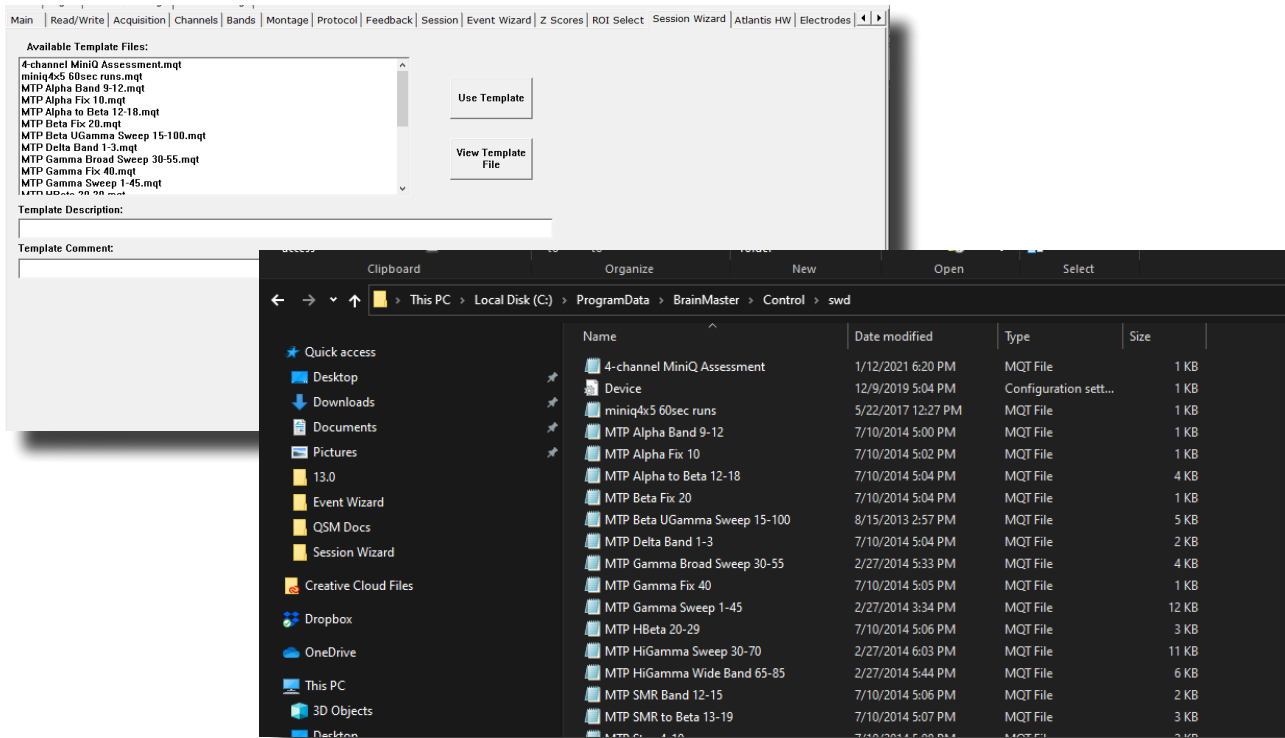 Main Read/Write Acquisition Channels Bands Montage Protocol Feedback Session Event Wizard Z Scores ROI Select Session Wizard Atlantis HW Electrodes
Available Template Files:
4-channel MiniQ Assessment.mqt
miniq4x5 60sec runs.mqt
MTP Alpha Band 9-12.mqt
MTP Alpha Fix 10.mqt
MTP Alpha to Beta 12-18.mqt
MTP Beta Fix 20.mqt
MTP Beta UGamma Sweep 15-100.mqt
MTP Delta Band 1-3.mqt
MTP Gamma Broad Sweep 30-55.mqt
MTP Gamma Fix 40.mqt
MTP Gamma Sweep 1-45.mqt
MTP HBeta 20-29.mqt
Use Template
View Template
File
Template Description:
Template Comment:
Clipboard Organize New Open Select
This PC > Local Disk (C:) > ProgramData > BrainMaster > Control > swd
Quick access
Desktop
Downloads
Documents
Pictures
13.0
Event Wizard
QSM Docs
Session Wizard
Creative Cloud Files
Dropbox
OneDrive
This PC
3D Objects
Desktop
Name Date modified Type Size
4-channel MiniQ Assessment 1/12/2021 6:20 PM MQT File 1 KB
Device 12/9/2019 5:04 PM Configuration sett... 1 KB
miniq4x5 60sec runs 5/22/2017 12:27 PM MQT File 1 KB
MTP Alpha Band 9-12 7/10/2014 5:00 PM MQT File 1 KB
MTP Alpha Fix 10 7/10/2014 5:02 PM MQT File 1 KB
MTP Alpha to Beta 12-18 7/10/2014 5:04 PM MQT File 4 KB
MTP Beta Fix 20 7/10/2014 5:04 PM MQT File 1 KB
MTP Beta UGamma Sweep 15-100 8/15/2013 2:57 PM MQT File 5 KB
MTP Delta Band 1-3 7/10/2014 5:04 PM MQT File 2 KB
MTP Gamma Broad Sweep 30-55 2/27/2014 5:33 PM MQT File 4 KB
MTP Gamma Fix 40 7/10/2014 5:05 PM MQT File 1 KB
MTP Gamma Sweep 1-45 2/27/2014 3:34 PM MQT File 12 KB
MTP HBeta 20-29 7/10/2014 5:06 PM MQT File 3 KB
MTP HiGamma Sweep 30-70 2/27/2014 6:03 PM MQT File 11 KB
MTP HiGamma Wide Band 65-85 2/27/2014 5:44 PM MQT File 6 KB
MTP SMR Band 12-15 7/10/2014 5:06 PM MQT File 2 KB
MTP SMR to Beta 13-19 7/10/2014 5:07 PM MQT File 3 KB